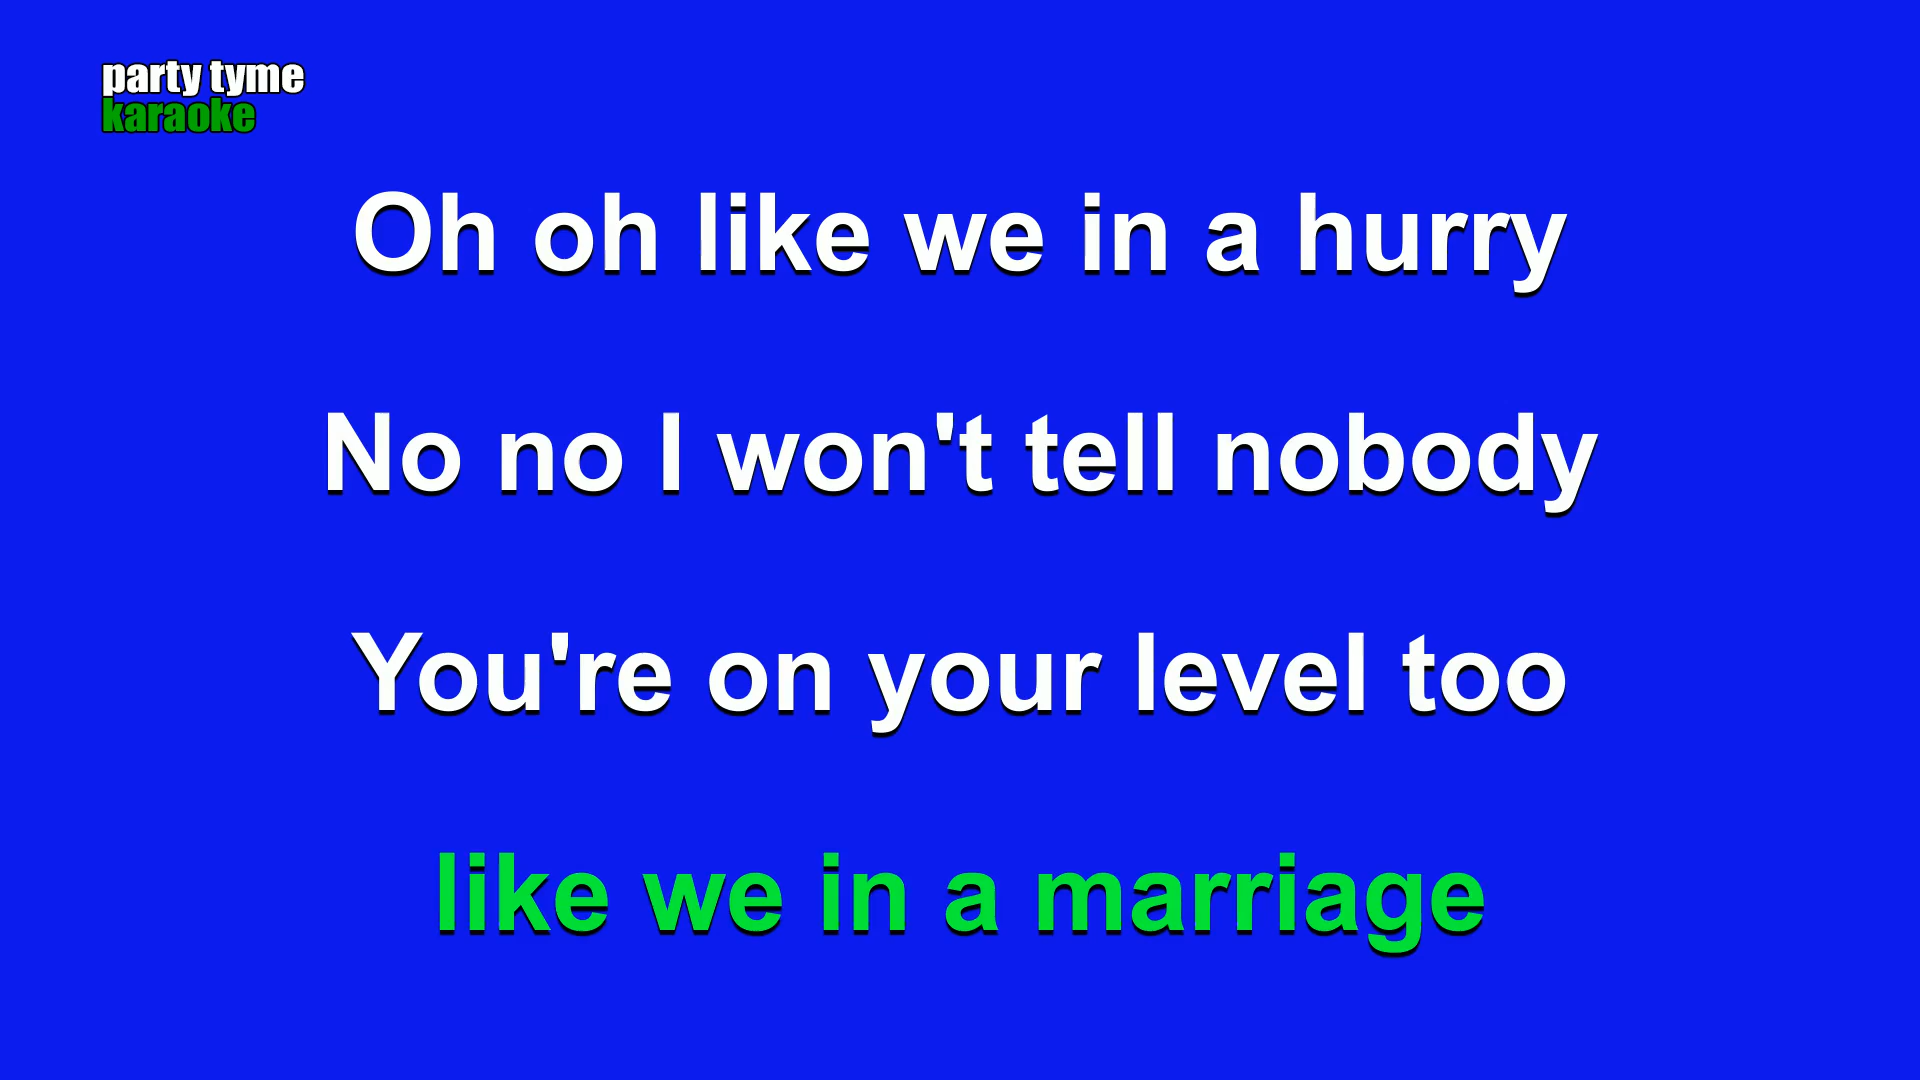 party tyme
karaoke
Oh oh like we in a hurry
No no I won't tell nobody
You're on your level too
like we in a marriage